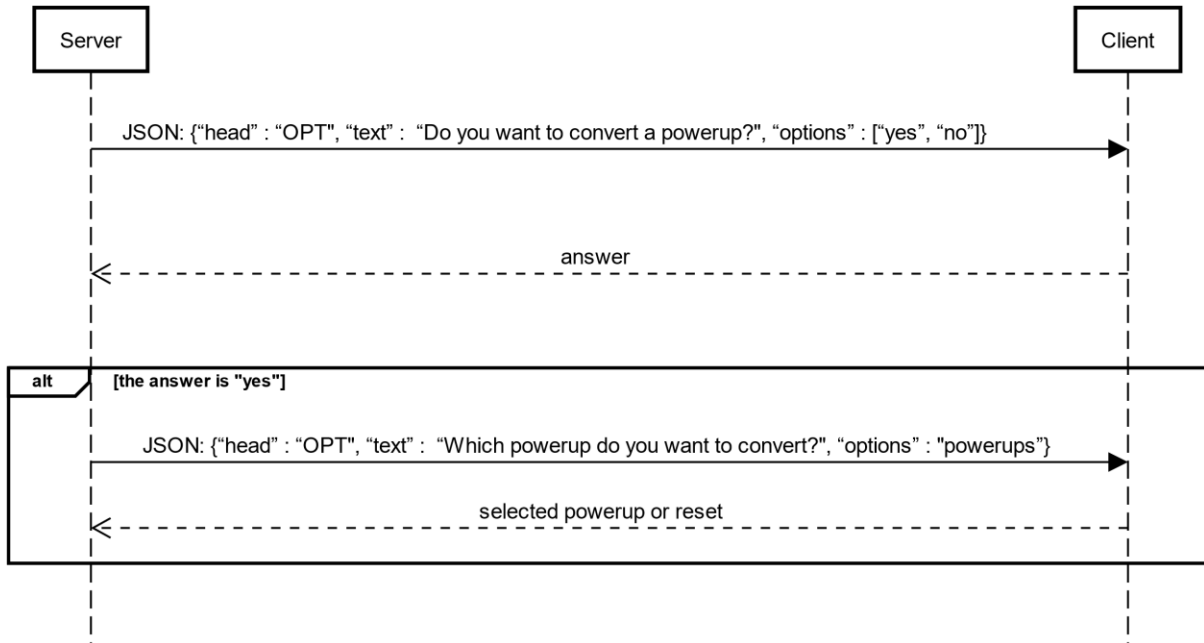 Server
Client
JSON: {“head” : “OPT", “text” :  “Do you want to convert a powerup?", “options” : [“yes”, “no”]}
answer
alt
[the answer is "yes"]
JSON: {“head” : “OPT", “text” :  “Which powerup do you want to convert?", “options” : "powerups”}
selected powerup or reset